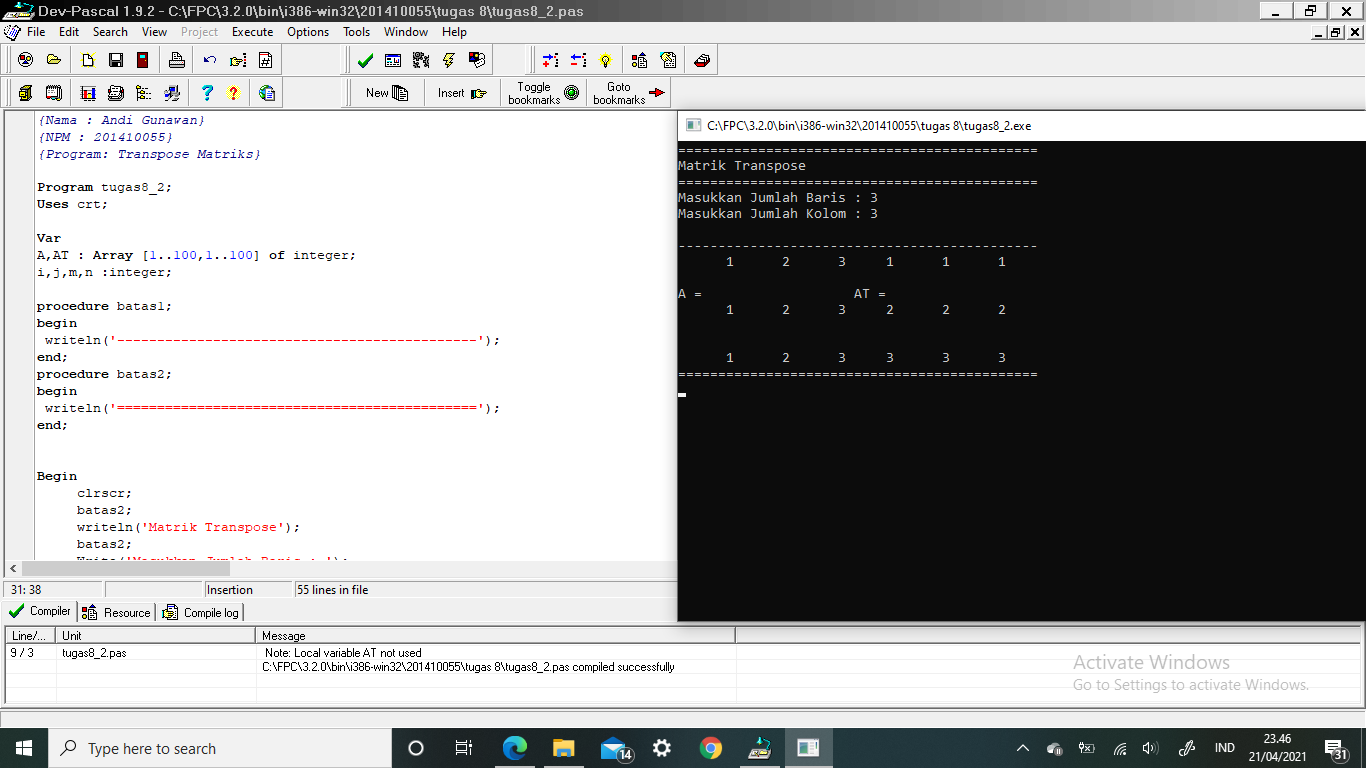 Dev-Pascal 1.9.2 - C:\FPC\3.2.0\bin\i386-win32\201410055\tugas 8\tugas8_2.pas
File Edit Search View Project Execute Options Tools Window Help
New Insert Toggle bookmarks Goto bookmarks
{Nama : Andi Gunawan}
{NPM : 201410055}
{Program: Transpose Matriks}
Program tugas8_2;
Uses crt;
Var
A,AT : Array [1..100,1..100] of integer;
i,j,m,n :integer;
procedure batas1;
begin
writeln('---------------------------------------------');
end;
procedure batas2;
begin
writeln('=============================================');
end;
Begin
clrscr;
batas2;
writeln('Matrik Transpose');
batas2;
Write('Masukkan Jumlah Baris : ');
31: 38 Insertion 55 lines in file
C:\FPC\3.2.0\bin\i386-win32\201410055\tugas 8\tugas8_2.exe
=============================================
Matrik Transpose
=============================================
Masukkan Jumlah Baris : 3
Masukkan Jumlah Kolom : 3
---------------------------------------------
1 2 3 1 1 1
A = AT =
1 2 3 2 2 2
1 2 3 3 3 3
=============================================
Compiler Resource Compile log
Line/... Unit Message
9 / 3 tugas8_2.pas Note: Local variable AT not used
C:\FPC\3.2.0\bin\i386-win32\201410055\tugas 8\tugas8_2.pas compiled successfully
Activate Windows
Go to Settings to activate Windows.
Type here to search
14
IND
23.46
21/04/2021
31